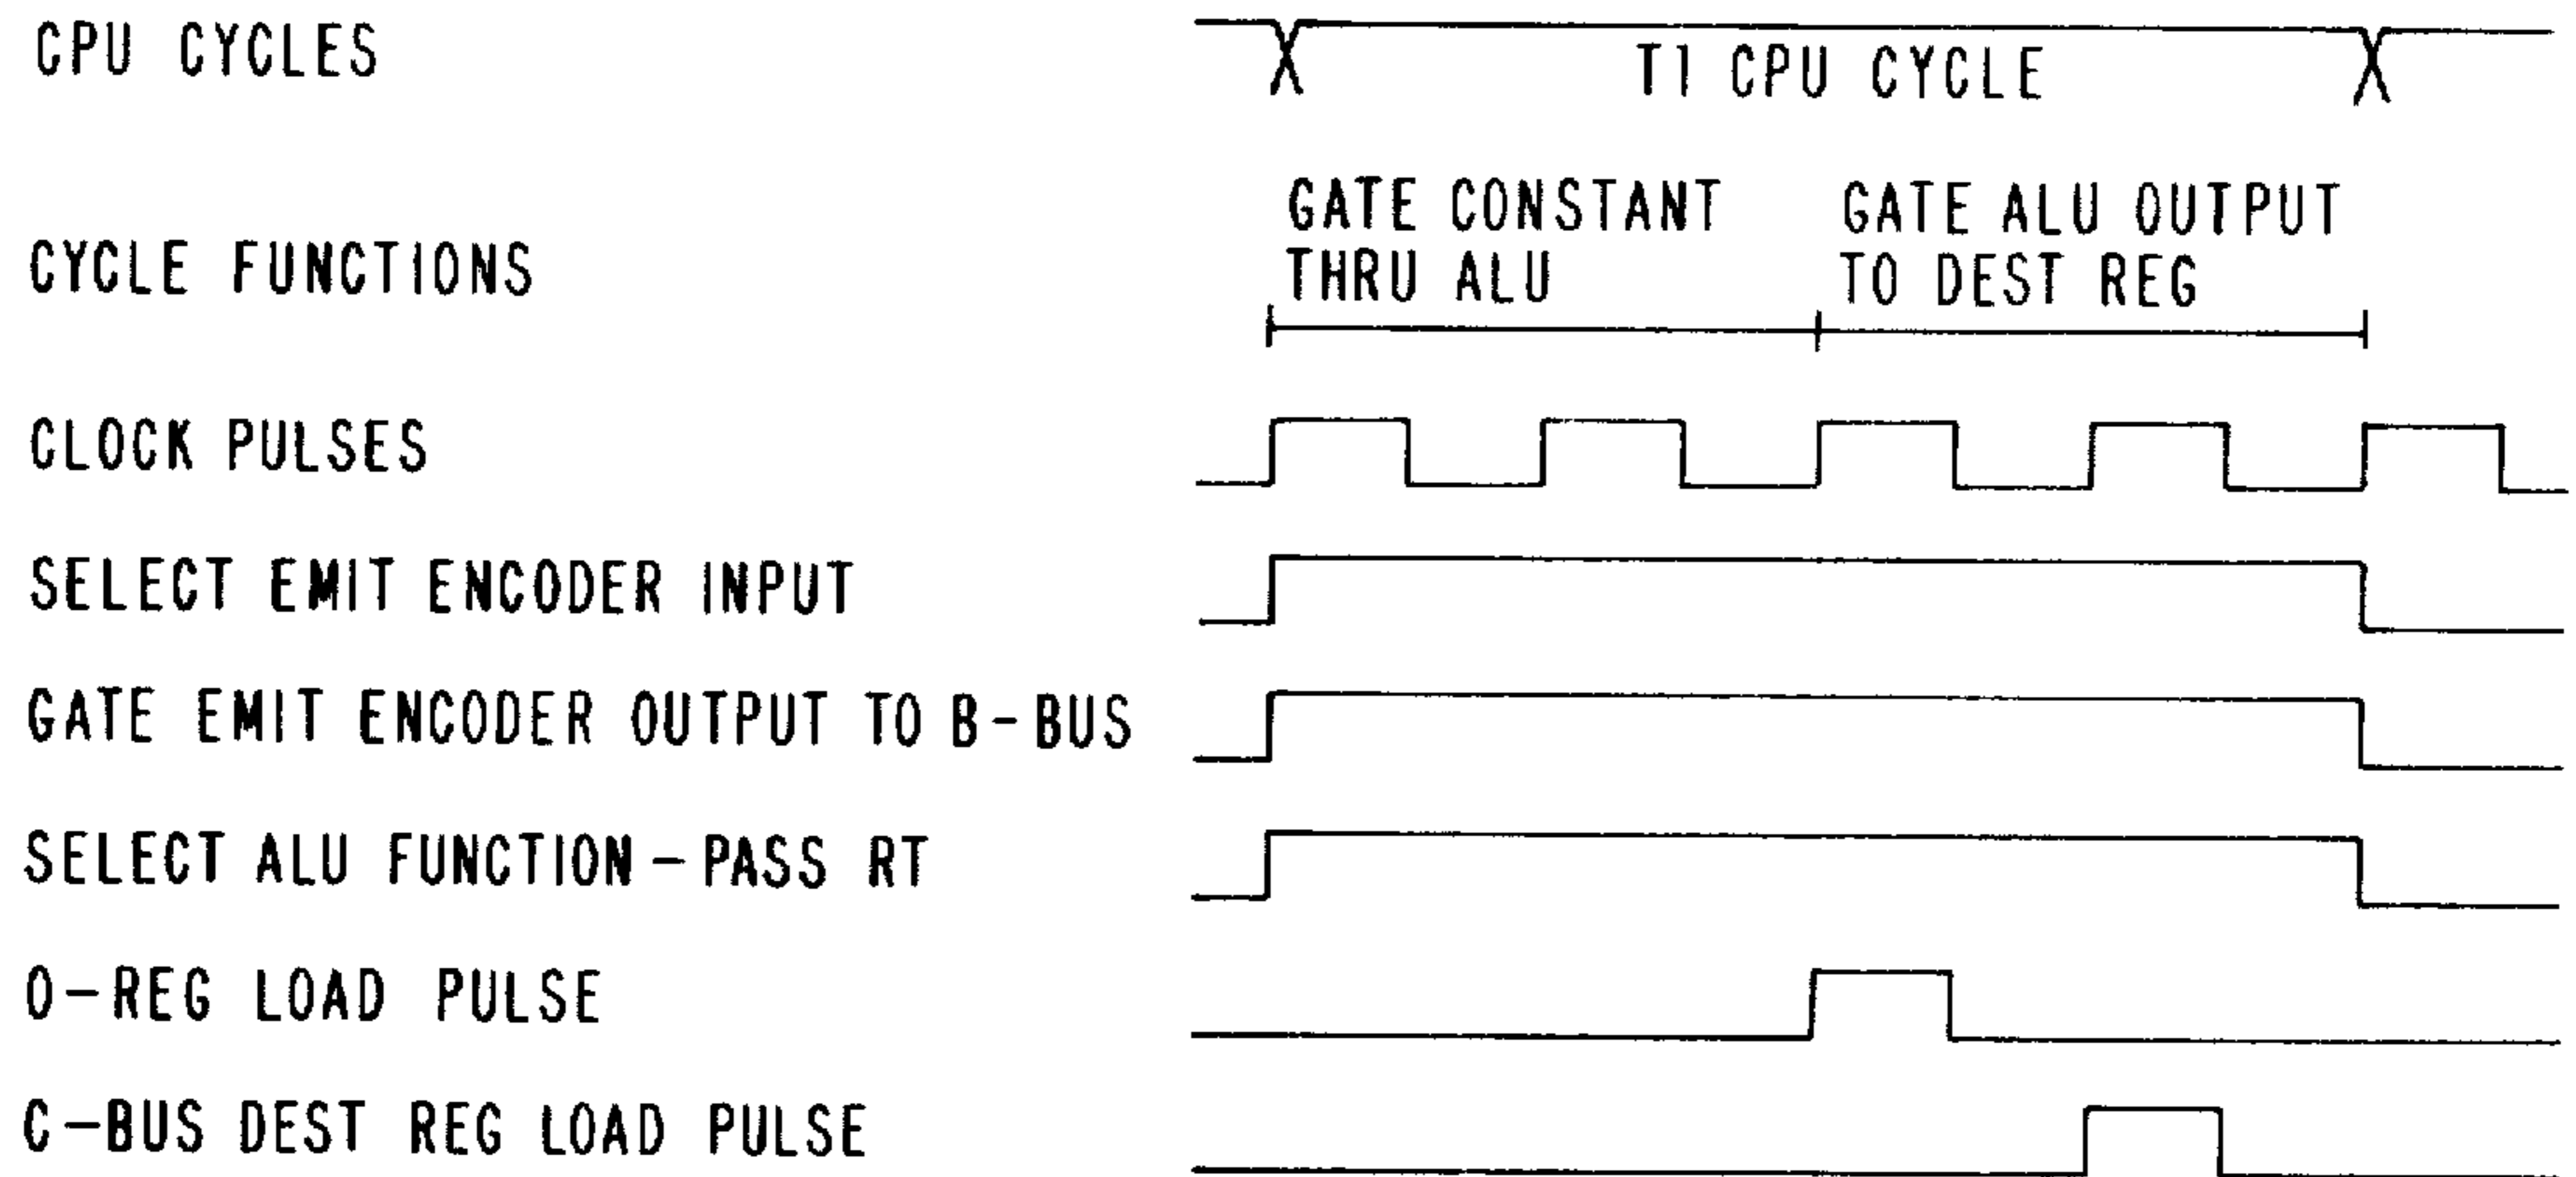 CPU CYCLES
T1 CPU CYCLE
CYCLE FUNCTIONS
GATE CONSTANT
THRU ALU
GATE ALU OUTPUT
TO DEST REG
CLOCK PULSES
SELECT EMIT ENCODER INPUT
GATE EMIT ENCODER OUTPUT TO B-BUS
SELECT ALU FUNCTION-PASS RT
O-REG LOAD PULSE
C-BUS DEST REG LOAD PULSE